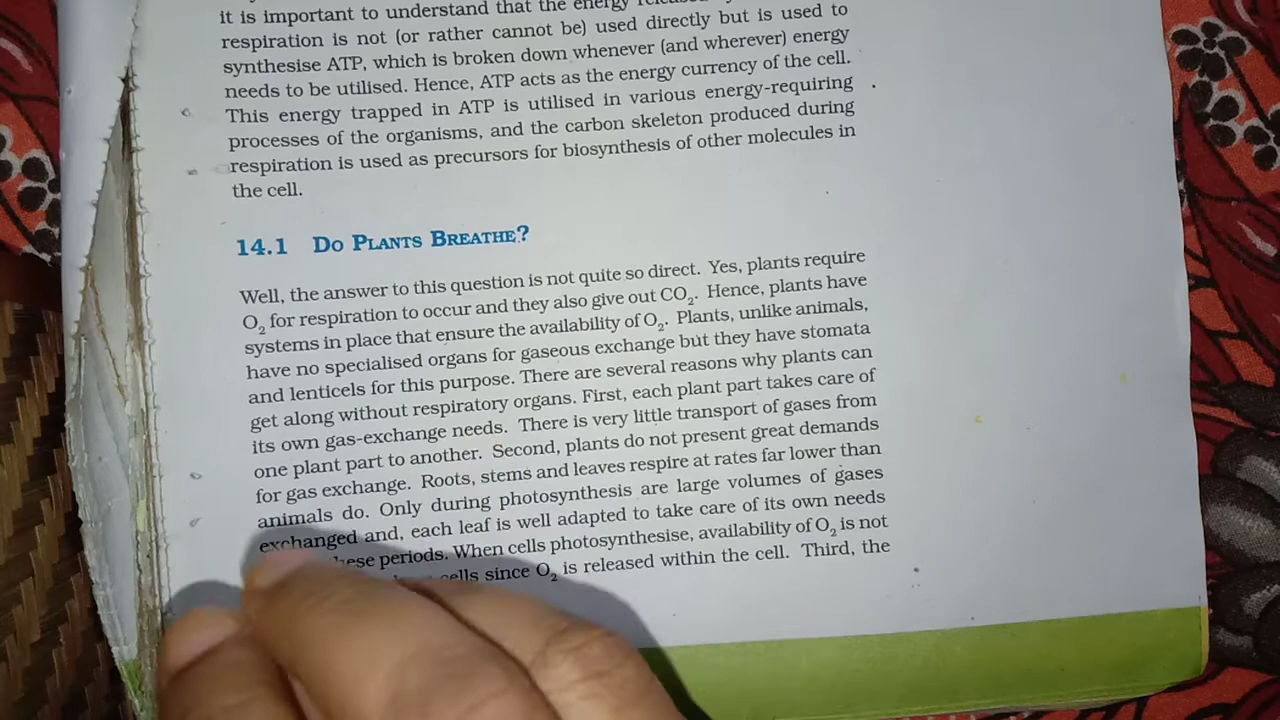 it is important to understand that the energy
respiration is not (or rather cannot be) used directly but is used to
synthesise ATP, which is broken down whenever (and wherever) energy
needs to be utilised. Hence, ATP acts as the energy currency of the cell.
This energy trapped in ATP is utilised in various energy-requiring
processes of the organisms, and the carbon skeleton produced during
respiration is used as precursors for biosynthesis of other molecules in
the cell.
14.1 DO PLANTS BREATHE?
Well, the answer to this question is not quite so direct. Yes, plants require
O₂ for respiration to occur and they also give out CO₂. Hence, plants have
systems in place that ensure the availability of O₂. Plants, unlike animals,
have no specialised organs for gaseous exchange but they have stomata
and lenticels for this purpose. There are several reasons why plants can
get along without respiratory organs. First, each plant part takes care of
its own gas-exchange needs. There is very little transport of gases from
one plant part to another. Second, plants do not present great demands
for gas exchange. Roots, stems and leaves respire at rates far lower than
animals do. Only during photosynthesis are large volumes of gases
exchanged and, each leaf is well adapted to take care of its own needs
these periods. When cells photosynthesise, availability of O₂ is not
cells since O₂ is released within the cell. Third, the